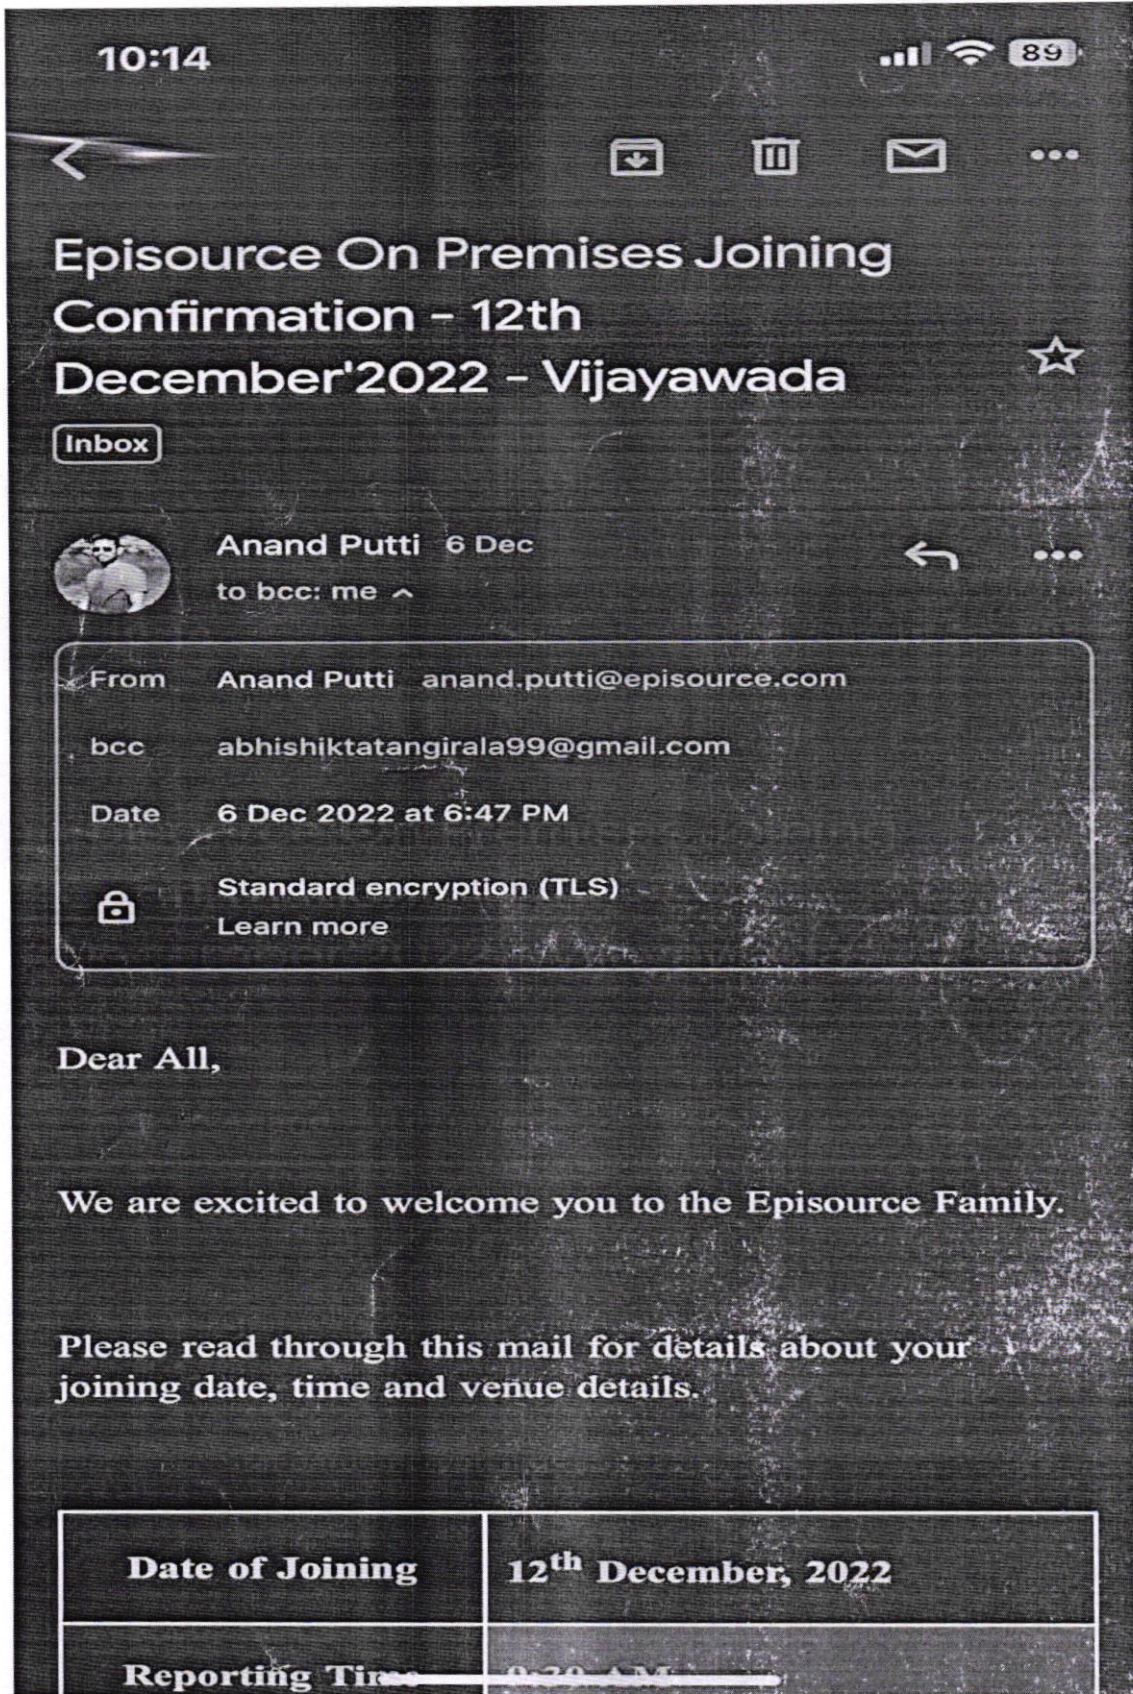 10:14
89
Episource On Premises Joining
Confirmation - 12th
December'2022 - Vijayawada
Inbox
Anand Putti 6 Dec
to bcc: me
From Anand Putti anand.putti@episource.com
bcc abhishiktatangirala99@gmail.com
Date 6 Dec 2022 at 6:47 PM
Standard encryption (TLS)
Learn more
Dear All,
We are excited to welcome you to the Episource Family.
Please read through this mail for details about your
joining date, time and venue details.
Date of Joining 12th December, 2022
Reporting Time